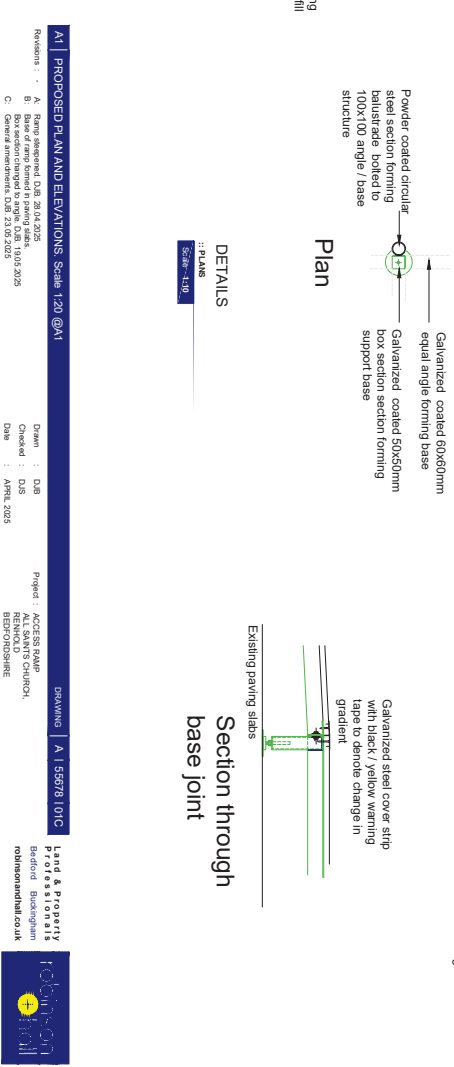 ng
fill
Powder coated circular
steel section forming
balustrade bolted to
100x100 angle / base
structure
Galvanized coated 60x60mm
equal angle forming base
Galvanized coated 50x50mm
box section section forming
support base
Plan
DETAILS
:: PLANS
Scale - 1:10
Galvanized steel cover strip
with black / yellow warning
tape to denote change in
gradient
Existing paving slabs
Section through
base joint
A1 | PROPOSED PLAN AND ELEVATIONS. Scale 1:20 @A1
DRAWING | A | 55678 | 01C
Revisions : - A: Ramp steepened. DJB. 28.04.2025
B: Base of ramp formed in paving slabs.
Box section changed to angle. DJB. 19.05.2025
C: General amendments. DJB. 23.05.2025
Drawn : DJB
Checked : DJS
Date : APRIL 2025
Project : ACCESS RAMP
ALL SAINTS CHURCH,
RENHOLD
BEDFORDSHIRE
Land & Property
Professionals
Bedford Buckingham
robinsonandhall.co.uk
robinson
hall